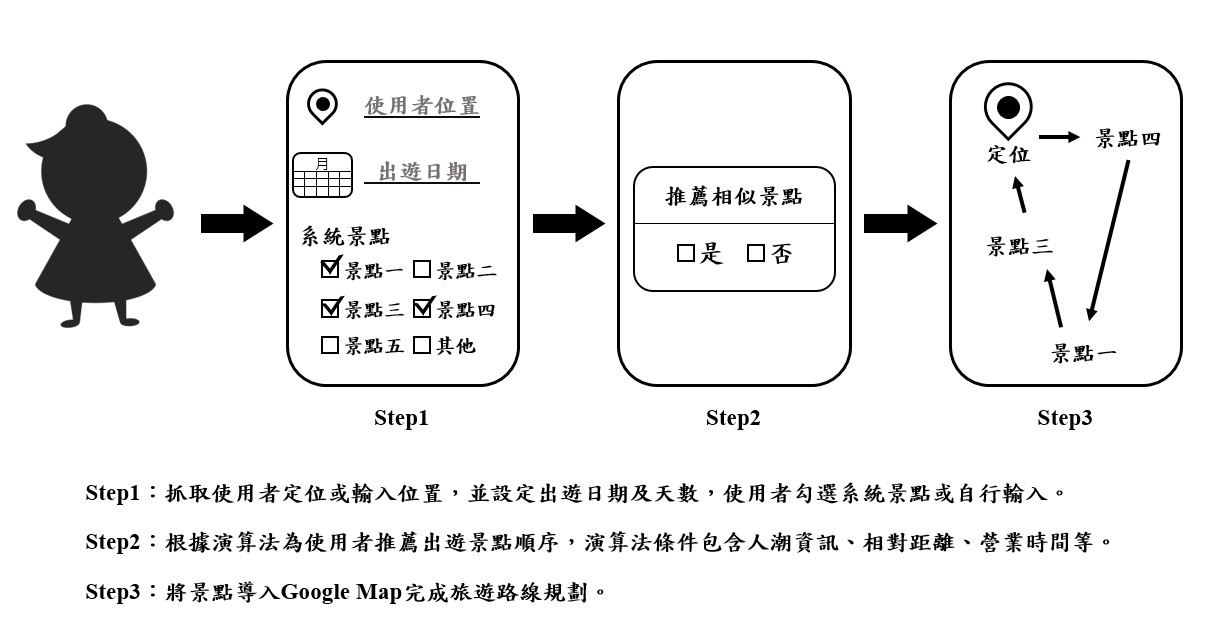 使用者位置
月
出遊日期
系統景點
景點一 景點二
景點三 景點四
景點五 其他
Step1
推薦相似景點
是 否
Step2
定位
景點四
景點三
景點一
Step3
Step1：抓取使用者定位或輸入位置，並設定出遊日期及天數，使用者勾選系統景點或自行輸入。
Step2：根據演算法為使用者推薦出遊景點順序，演算法條件包含人潮資訊、相對距離、營業時間等。
Step3：將景點導入Google Map完成旅遊路線規劃。